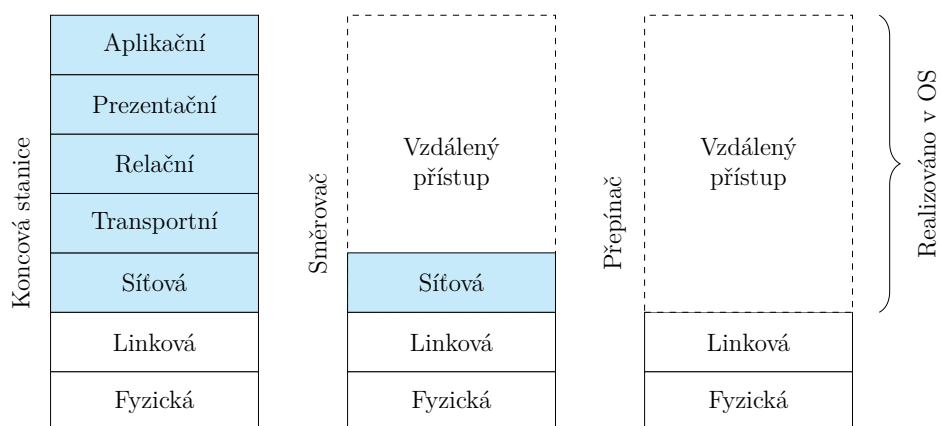 Koncová stanice
Aplikační
Prezentační
Relační
Transportní
Síťová
Linková
Fyzická
Směrovač
Vzdálený
přístup
Síťová
Linková
Fyzická
Přepínač
Vzdálený
přístup
Linková
Fyzická
Realizováno v OS